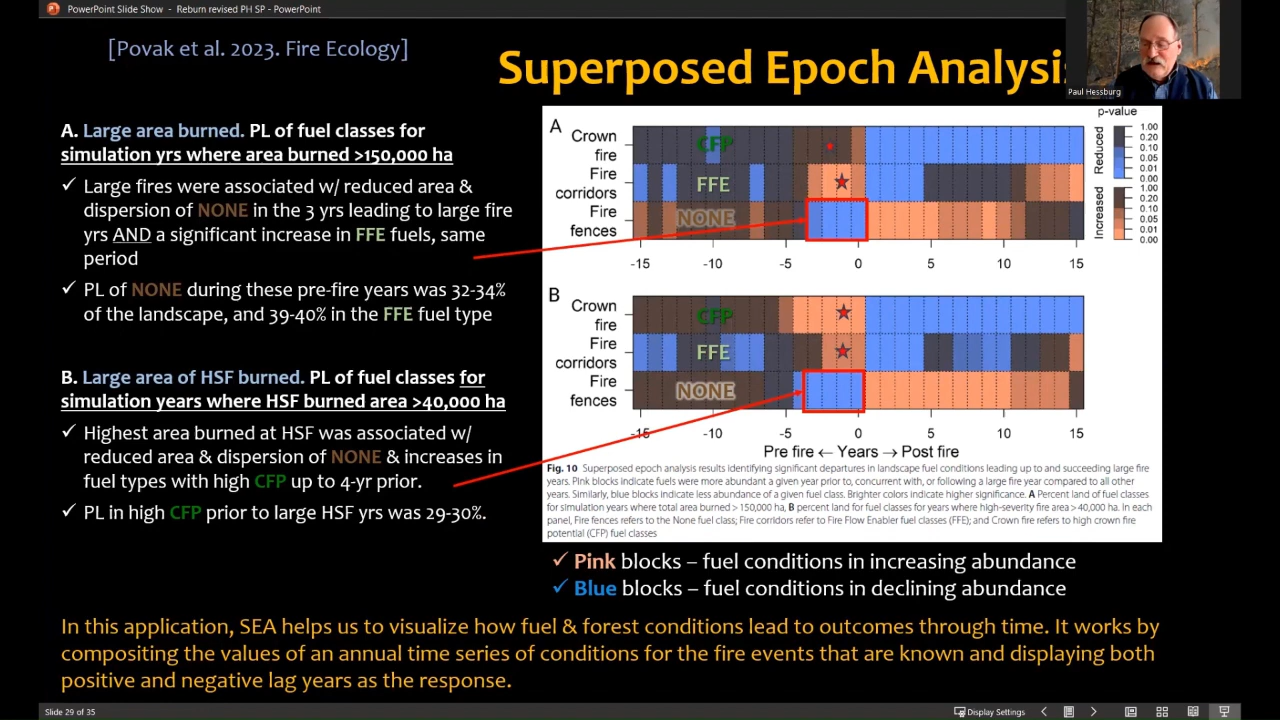 PowerPoint Slide Show - Reburn revised PH SP - PowerPoint
[Povak et al. 2023. Fire Ecology]
Superposed Epoch Analysis
Paul Hessburg
A. Large area burned. PL of fuel classes for
simulation yrs where area burned >150,000 ha
✓ Large fires were associated w/ reduced area &
dispersion of NONE in the 3 yrs leading to large fire
yrs AND a significant increase in FFE fuels, same
period
✓ PL of NONE during these pre-fire years was 32-34%
of the landscape, and 39-40% in the FFE fuel type
B. Large area of HSF burned. PL of fuel classes for
simulation years where HSF burned area >40,000 ha
✓ Highest area burned at HSF was associated w/
reduced area & dispersion of NONE & increases in
fuel types with high CFP up to 4-yr prior.
✓ PL in high CFP prior to large HSF yrs was 29-30%.
A
Crown
fire
Fire
corridors
Fire
fences
CFP
FFE
NONE
-15 -10 -5 0 5 10 15
p-value
Reduced
1.00
0.20
0.10
0.05
0.01
0.00
Increased
1.00
0.20
0.10
0.05
0.01
0.00
B
Crown
fire
Fire
corridors
Fire
fences
CFP
FFE
NONE
-15 -10 -5 0 5 10 15
Pre fire ← Years → Post fire
Fig. 10 Superposed epoch analysis results identifying significant departures in landscape fuel conditions leading up to and succeeding large fire
years. Pink blocks indicate fuels were more abundant a given year prior to, concurrent with, or following a large fire year compared to all other
years. Similarly, blue blocks indicate less abundance of a given fuel class. Brighter colors indicate higher significance. A Percent land of fuel classes
for simulation years where total area burned > 150,000 ha, B percent land for fuel classes for years where high-severity fire area > 40,000 ha. In each
panel, Fire fences refers to the None fuel class; Fire corridors refer to Fire Flow Enabler fuel classes (FFE); and Crown fire refers to high crown fire
potential (CFP) fuel classes
✓ Pink blocks – fuel conditions in increasing abundance
✓ Blue blocks – fuel conditions in declining abundance
In this application, SEA helps us to visualize how fuel & forest conditions lead to outcomes through time. It works by
compositing the values of an annual time series of conditions for the fire events that are known and displaying both
positive and negative lag years as the response.
Slide 29 of 35
Display Settings